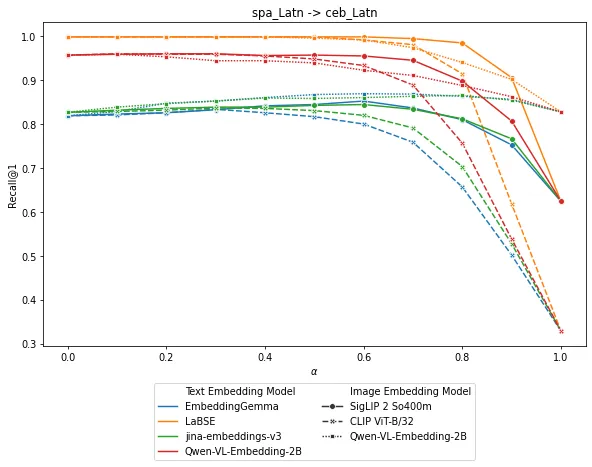 spa_Latn -> ceb_Latn
1.0
0.9
0.8
0.7
0.6
0.5
0.4
0.3
Recall@1
0.0 0.2 0.4 0.6 0.8 1.0
α
Text Embedding Model Image Embedding Model
EmbeddingGemma SigLIP 2 So400m
LaBSE CLIP ViT-B/32
jina-embeddings-v3 Qwen-VL-Embedding-2B
Qwen-VL-Embedding-2B